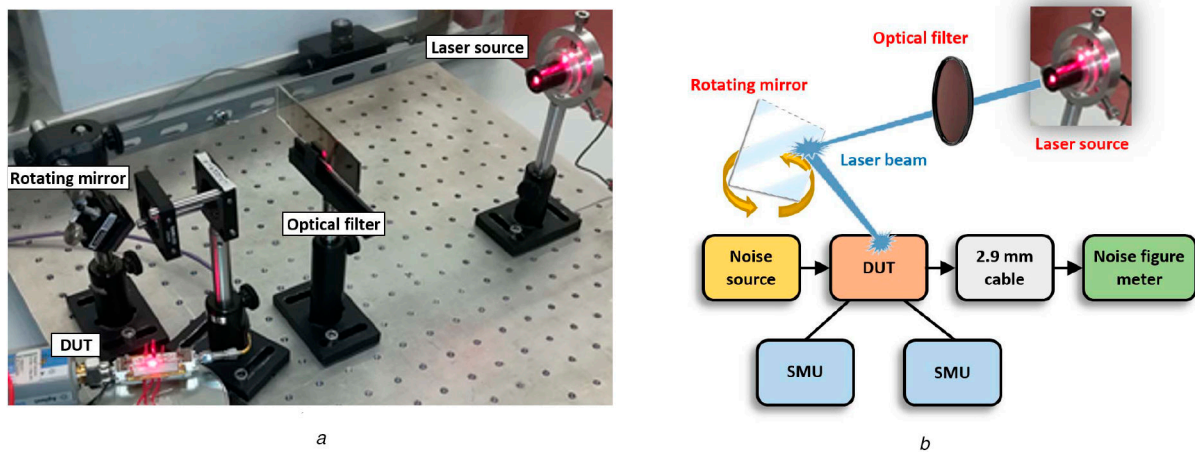 Laser source
Rotating mirror
Optical filter
DUT
a
Optical filter
Rotating mirror
Laser source
Laser beam
Noise
source
DUT
2.9 mm
cable
Noise figure
meter
SMU
SMU
b